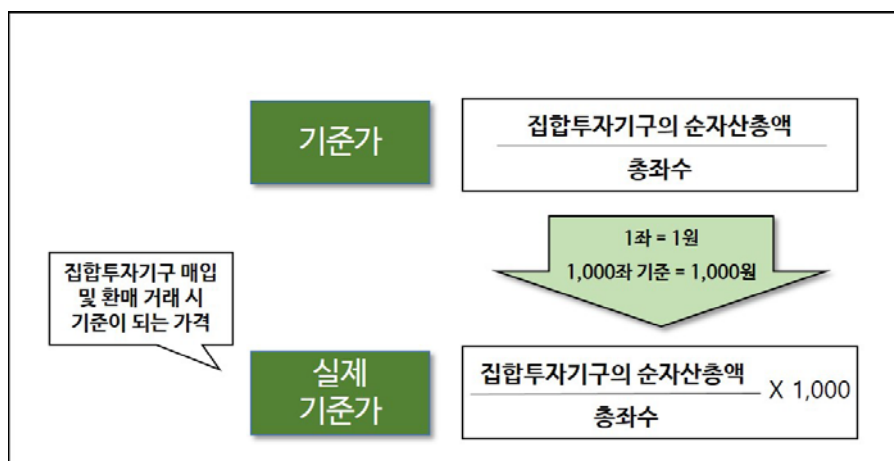 기준가
집합투자기구의 순자산총액
총좌수
1좌 = 1원
1,000좌 기준 = 1,000원
집합투자기구 매입
및 환매 거래 시
기준이 되는 가격
실제
기준가
집합투자기구의 순자산총액
총좌수
X 1,000